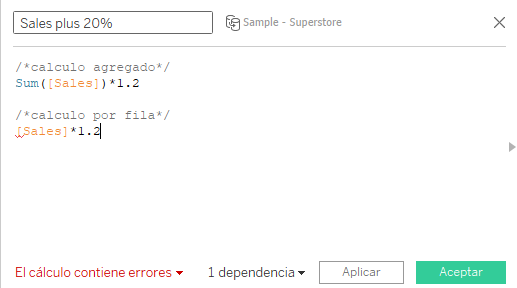 Sales plus 20%
Sample - Superstore
/*calculo agregado*/
Sum([Sales])*1.2
/*calculo por fila*/
[Sales]*1.2
El cálculo contiene errores
1 dependencia
Aplicar
Aceptar